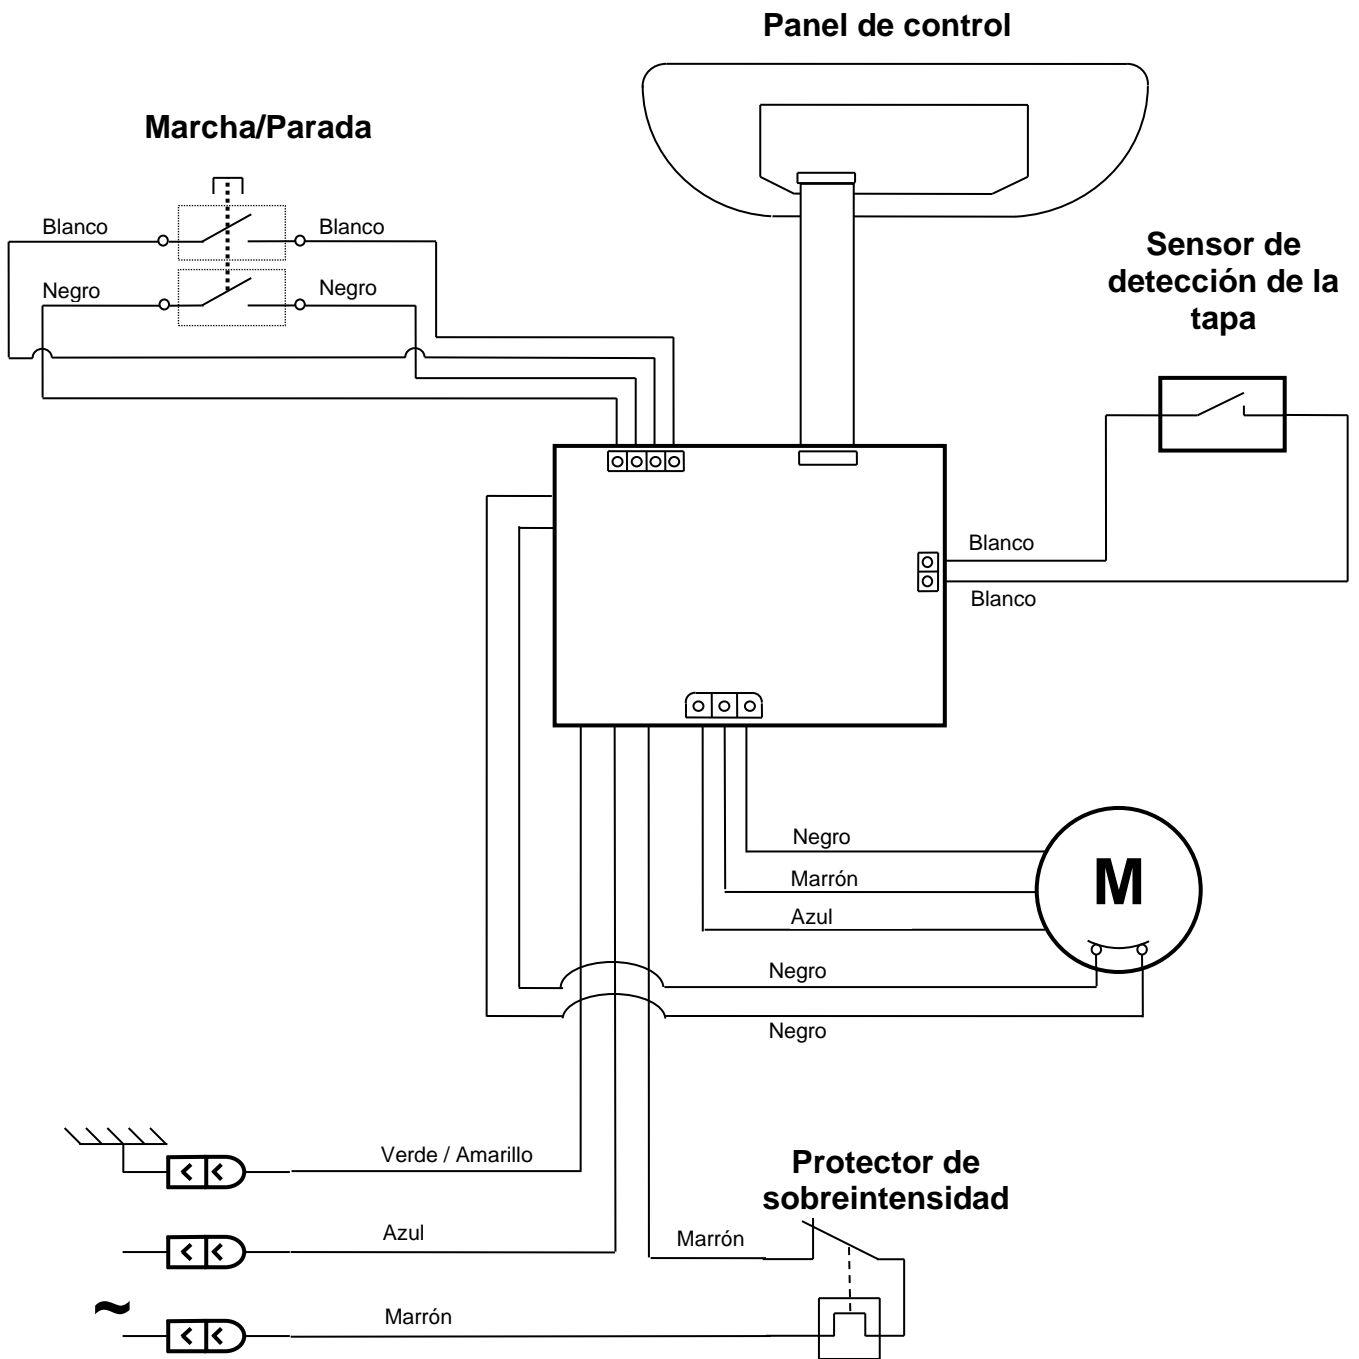 Panel de control
Marcha/Parada
Blanco
Blanco
Negro
Negro
Sensor de
detección de la
tapa
Blanco
Blanco
Negro
Marrón
Azul
M
Negro
Negro
Verde / Amarillo
Protector de
sobreintensidad
Azul
Marrón
~
Marrón